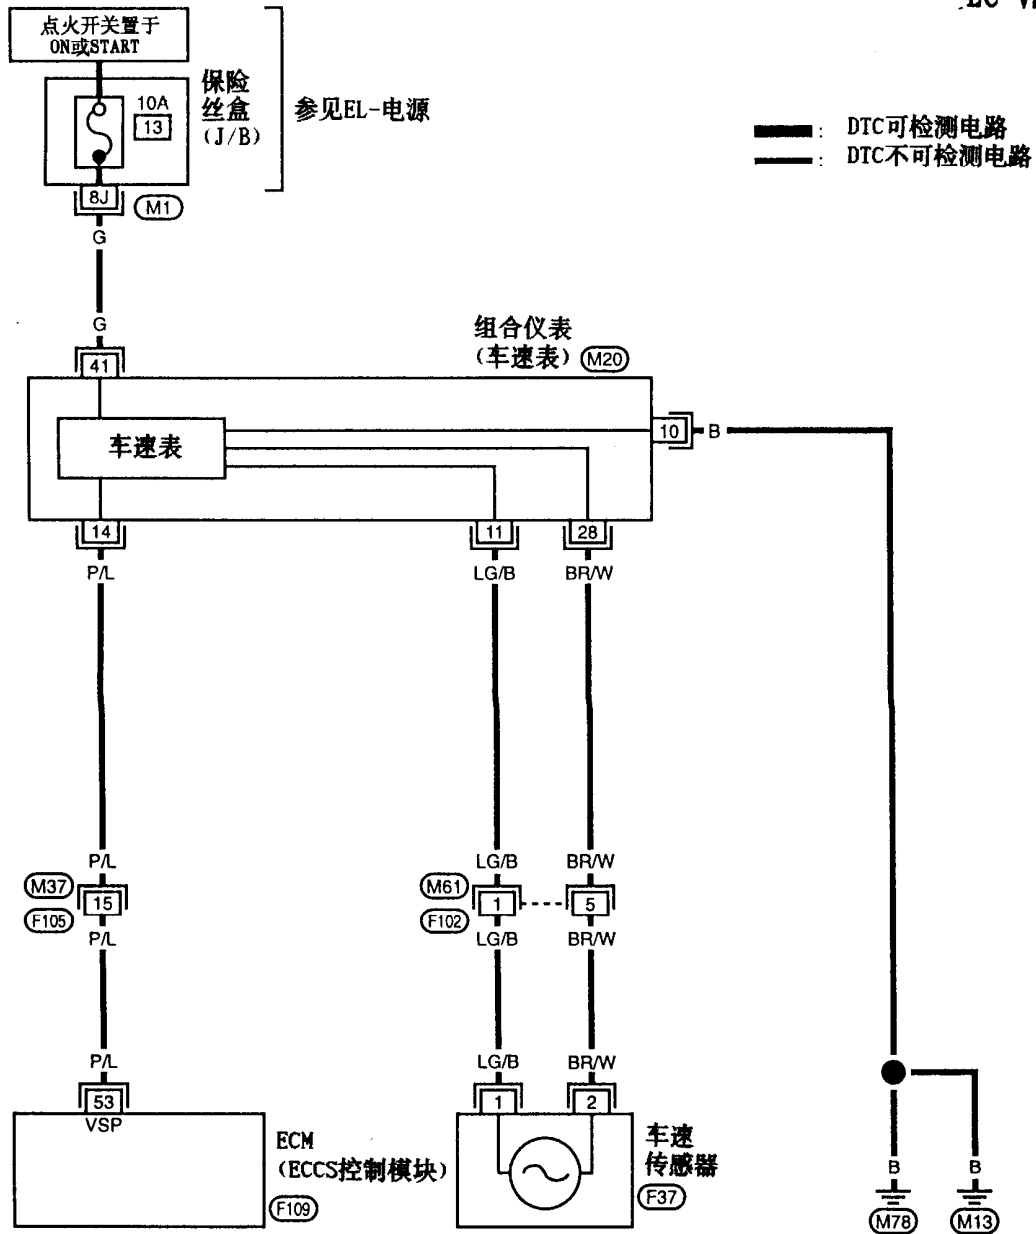 点火开关置于
ON或START
保险
丝盒
(J/B)
10A
13
参见EL-电源
DTC可检测电路
DTC不可检测电路
8J
M1
G
G
41
组合仪表
(车速表)
M20
车速表
10
B
14
11
28
P/L
LG/B
BR/W
P/L
LG/B
BR/W
M37
15
M61
1
5
F105
F102
P/L
LG/B
BR/W
P/L
LG/B
BR/W
53
1
2
VSP
ECM
(ECCS控制模块)
F109
车速
传感器
F37
B
B
M78
M13